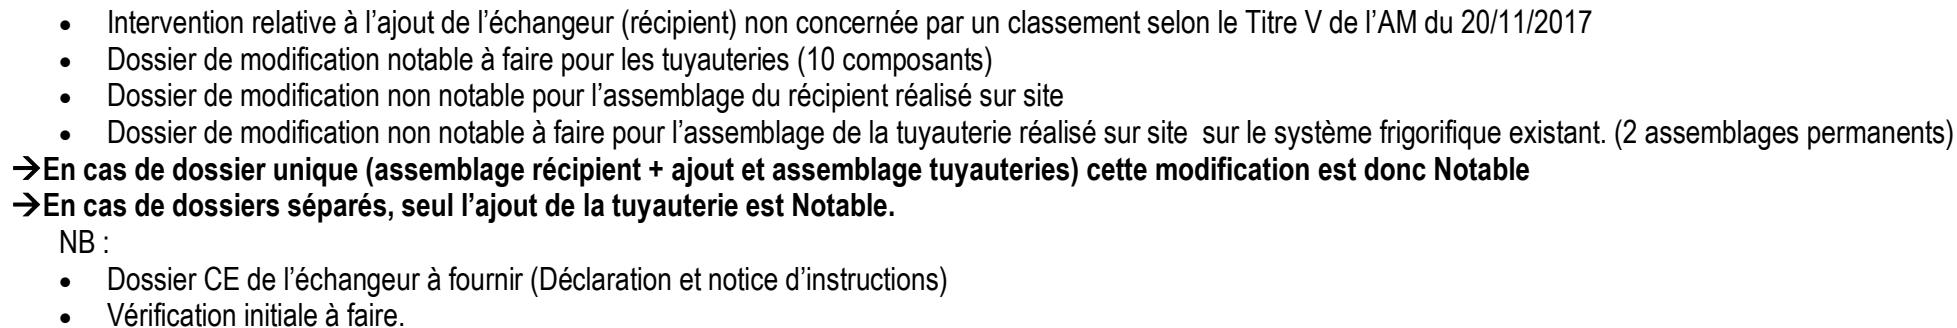 • Intervention relative à l’ajout de l’échangeur (récipient) non concernée par un classement selon le Titre V de l’AM du 20/11/2017
• Dossier de modification notable à faire pour les tuyauteries (10 composants)
• Dossier de modification non notable pour l’assemblage du récipient réalisé sur site
• Dossier de modification non notable à faire pour l’assemblage de la tuyauterie réalisé sur site  sur le système frigorifique existant. (2 assemblages permanents)
→En cas de dossier unique (assemblage récipient + ajout et assemblage tuyauteries) cette modification est donc Notable
→En cas de dossiers séparés, seul l’ajout de la tuyauterie est Notable.
NB :
• Dossier CE de l’échangeur à fournir (Déclaration et notice d’instructions)
• Vérification initiale à faire.